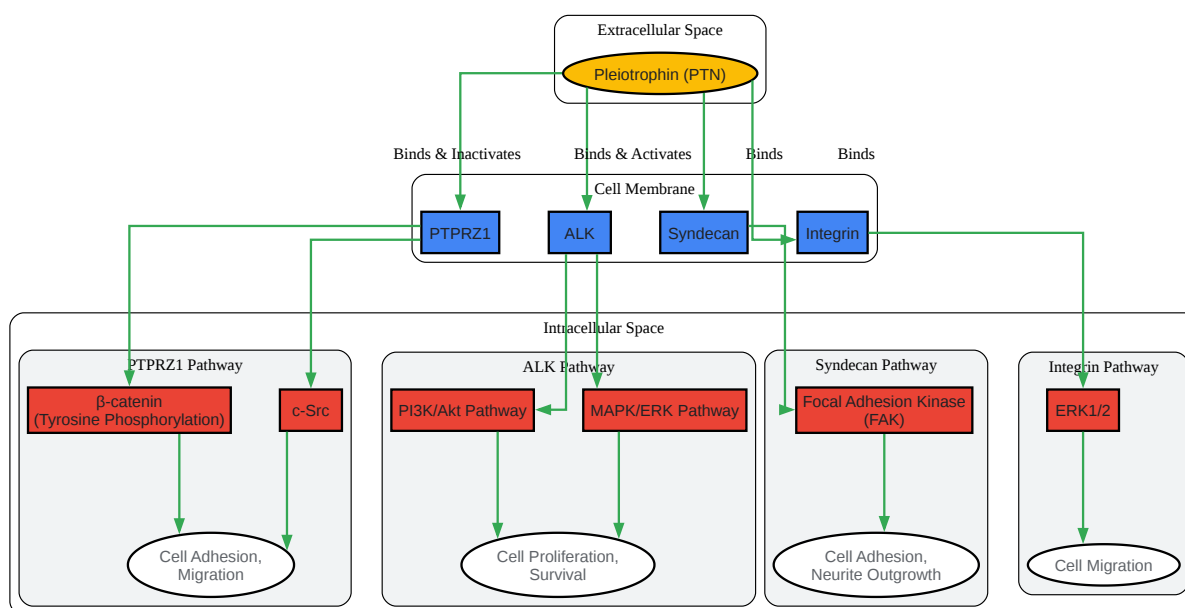 Extracellular Space
Pleiotrophin (PTN)
Binds & Inactivates
Binds & Activates
Binds
Binds
Cell Membrane
PTPRZ1
ALK
Syndecan
Integrin
Intracellular Space
PTPRZ1 Pathway
ALK Pathway
Syndecan Pathway
Integrin Pathway
β-catenin
(Tyrosine Phosphorylation)
c-Src
PI3K/Akt Pathway
MAPK/ERK Pathway
Focal Adhesion Kinase
(FAK)
ERK1/2
Cell Adhesion,
Migration
Cell Proliferation,
Survival
Cell Adhesion,
Neurite Outgrowth
Cell Migration